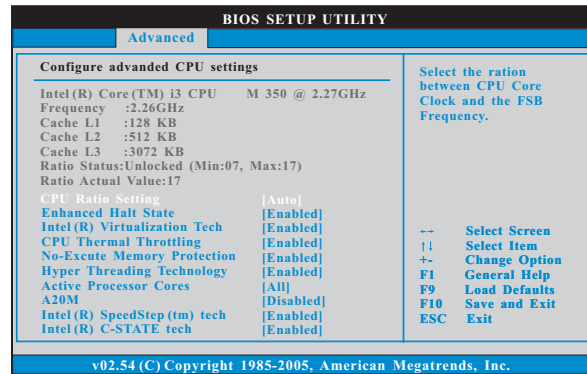 BIOS SETUP UTILITY
Advanced
Configure advanded CPU settings
Intel(R) Core(TM) i3 CPU M 350 @ 2.27GHz
Frequency :2.26GHz
Cache L1 :128 KB
Cache L2 :512 KB
Cache L3 :3072 KB
Ratio Status:Unlocked (Min:07, Max:17)
Ratio Actual Value:17
CPU Ratio Setting [Auto]
Enhanced Halt State [Enabled]
Intel(R) Virtualization Tech [Enabled]
CPU Thermal Throttling [Enabled]
No-Excute Memory Protection [Enabled]
Hyper Threading Technology [Enabled]
Active Processor Cores [All]
A20M [Disabled]
Intel(R) SpeedStep(tm) tech [Enabled]
Intel(R) C-STATE tech [Enabled]
Select the ration
between CPU Core
Clock and the FSB
Frequency.
←→ Select Screen
↑↓ Select Item
+- Change Option
F1 General Help
F9 Load Defaults
F10 Save and Exit
ESC Exit
v02.54 (C) Copyright 1985-2005, American Megatrends, Inc.